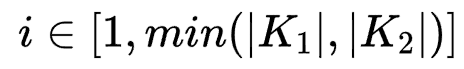 i ∈ [1, min(|K₁|, |K₂|)]